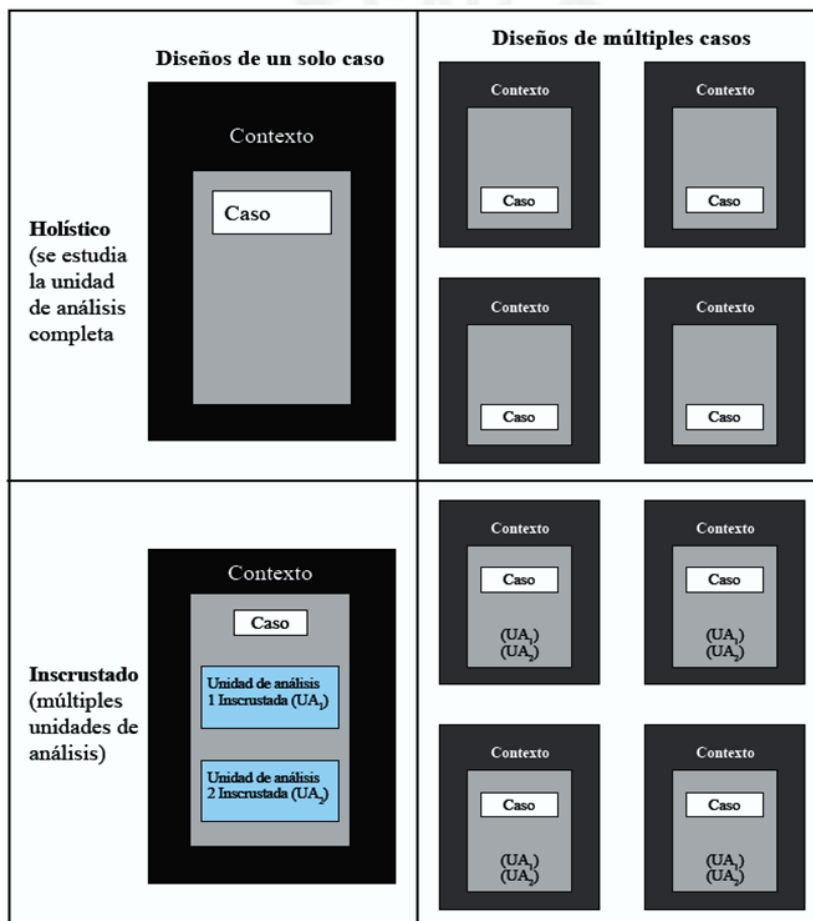 Diseños de un solo caso
Diseños de múltiples casos
Holístico
(se estudia
la unidad
de análisis
completa
Contexto
Caso
Contexto
Caso
Contexto
Caso
Contexto
Caso
Contexto
Caso
Inscrustado
(múltiples
unidades de
análisis)
Contexto
Caso
Unidad de análisis
1 Inscrustada (UA₁)
Unidad de análisis
2 Inscrustada (UA₂)
Contexto
Caso
(UA₁)
(UA₂)
Contexto
Caso
(UA₁)
(UA₂)
Contexto
Caso
(UA₁)
(UA₂)
Contexto
Caso
(UA₁)
(UA₂)